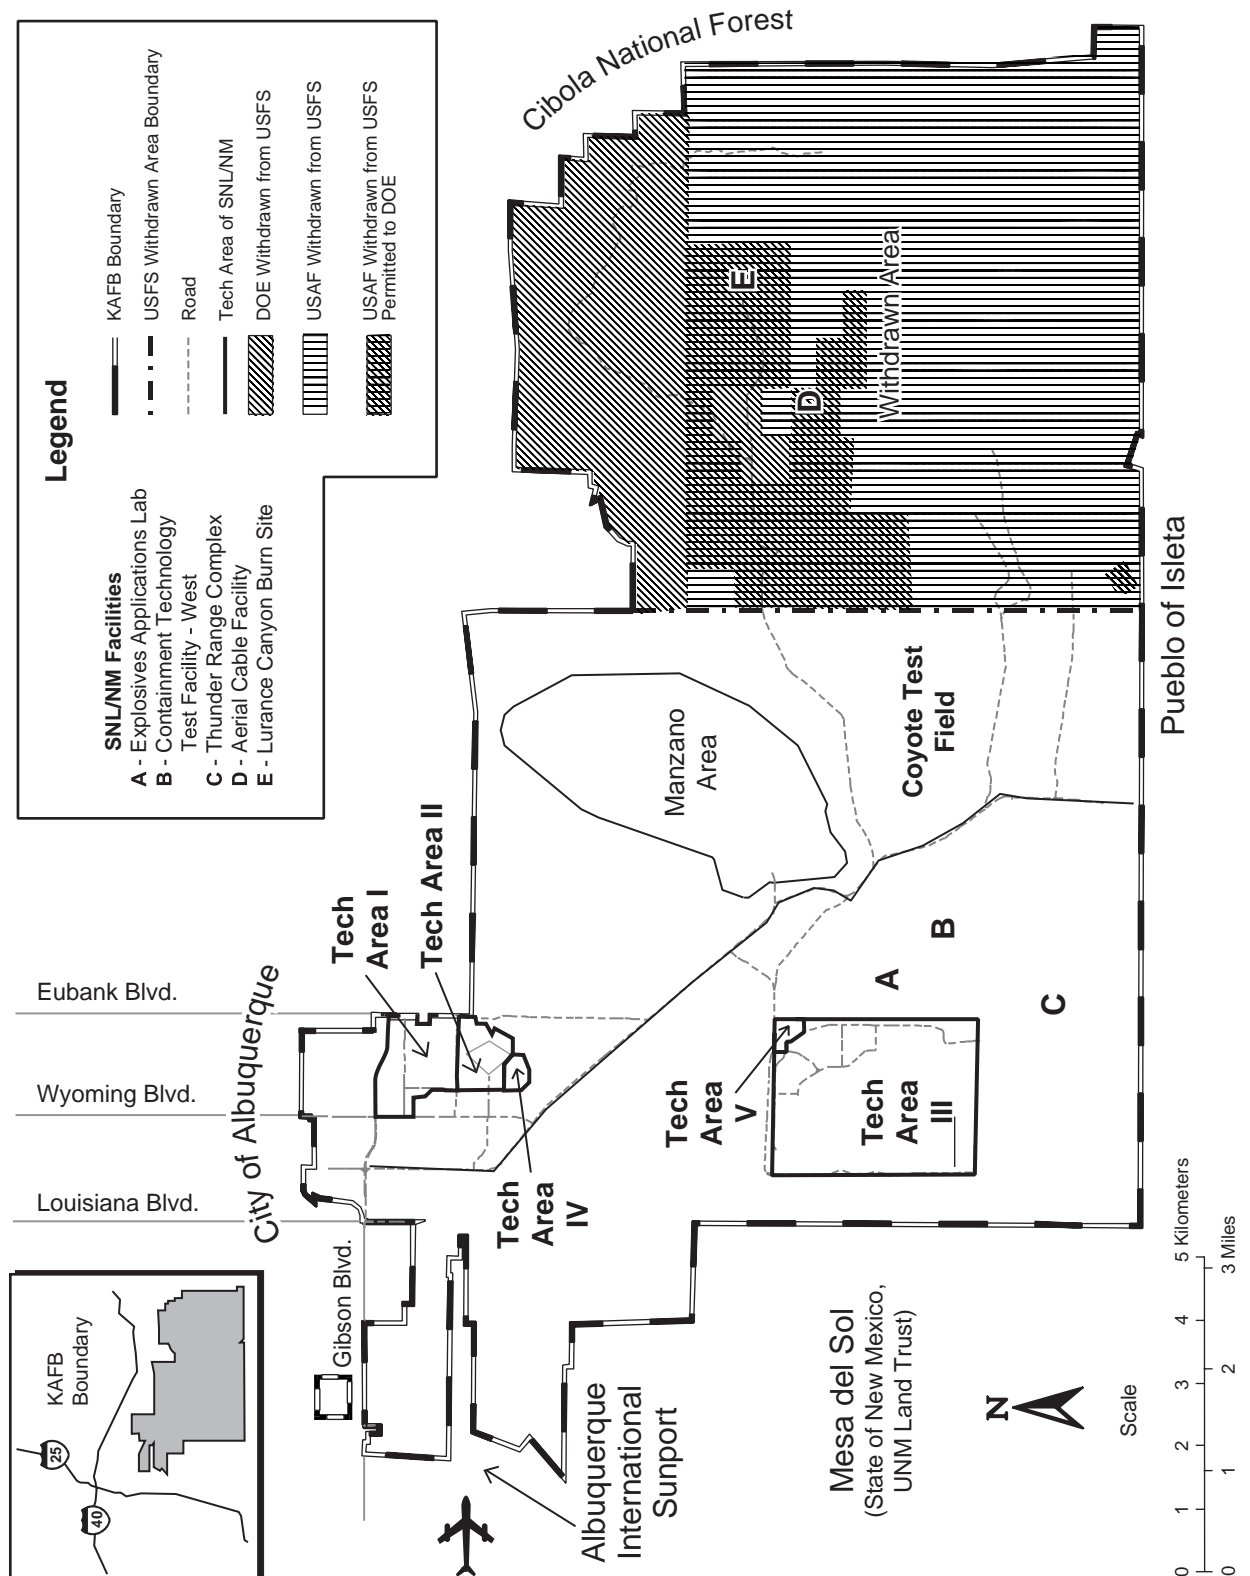 Legend
SNL/NM Facilities
A - Explosives Applications Lab
B - Containment Technology
Test Facility - West
C - Thunder Range Complex
D - Aerial Cable Facility
E - Lurance Canyon Burn Site
KAFB Boundary
USFS Withdrawn Area Boundary
Road
Tech Area of SNL/NM
DOE Withdrawn from USFS
USAF Withdrawn from USFS
USAF Withdrawn from USFS
Permitted to DOE
KAFB
Boundary
25
40
Louisiana Blvd.
Wyoming Blvd.
Eubank Blvd.
City of Albuquerque
Gibson Blvd.
Tech
Area I
Tech Area II
Tech
Area
IV
Cibola National Forest
Albuquerque
International
Sunport
Manzano
Area
Tech
Area
V
Tech
Area
III
A
B
C
D
E
Withdrawn Area
Coyote Test
Field
Mesa del Sol
(State of New Mexico,
UNM Land Trust)
Pueblo of Isleta
N
Scale
0 1 2 3 4 5 Kilometers
0 1 2 3 Miles